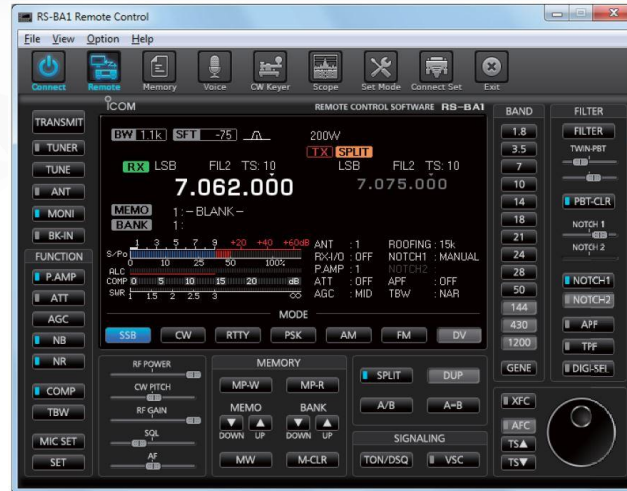 RS-BA1 Remote Control
File View Option Help
Connect Remote Memory Voice CW Keyer Scope Set Mode Connect Set Exit
ICOM REMOTE CONTROL SOFTWARE RS-BA1
TRANSMIT
TUNER
TUNE
ANT
MONI
BK-IN
FUNCTION
P.AMP
ATT
AGC
NB
NR
COMP
TBW
MIC SET
SET
BW 1.1k SFT -75 200W
TX SPLIT
RX LSB FIL2 TS: 10 LSB FIL2 TS: 10
7.062.000 7.075.000
MEMO 1:-BLANK-
BANK 1:
1 3 5 7 9 +20 +40 +60dB
S/Po
0 10 25 50 100%
ALC
COMP 0 5 10 15 20 dB
SWR 1 1.5 2 2.5 3 ∞
ANT :1 ROOFING :15k
RX-I/O :OFF NOTCH1 :MANUAL
P.AMP :1 NOTCH2 :
ATT :OFF APF :OFF
AGC :MID TBW :NAR
MODE
SSB CW RTTY PSK AM FM DV
RF POWER
CW PITCH
RF GAIN
SQL
AF
MEMORY
MP-W MP-R
MEMO BANK
▼ ▲ ▼ ▲
DOWN UP DOWN UP
MW M-CLR
SPLIT DUP
A/B A=B
SIGNALING
TON/DSQ VSC
BAND
1.8
3.5
7
10
14
18
21
24
28
50
144
430
1200
GENE
FILTER
FILTER
TWIN-PBT
PBT-CLR
NOTCH 1
NOTCH 2
NOTCH1
NOTCH2
APF
TPF
DIGI-SEL
XFC
AFC
TS▲
TS▼